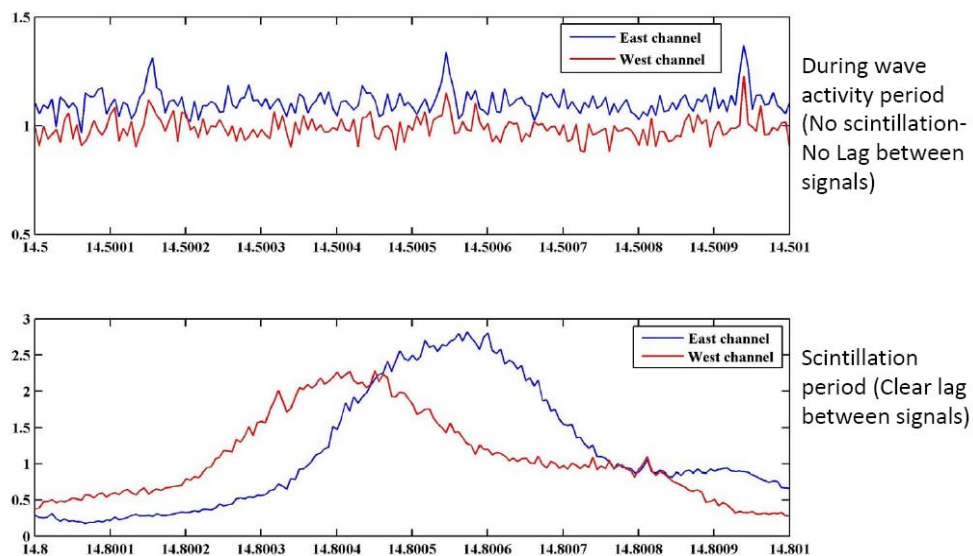 1.5
East channel
West channel
1
0.5
14.5 14.5001 14.5002 14.5003 14.5004 14.5005 14.5006 14.5007 14.5008 14.5009 14.501
During wave
activity period
(No scintillation-
No Lag between
signals)
3
East channel
West channel
2.5
2
1.5
1
0.5
0
14.8 14.8001 14.8002 14.8003 14.8004 14.8005 14.8006 14.8007 14.8008 14.8009 14.801
Scintillation
period (Clear lag
between signals)